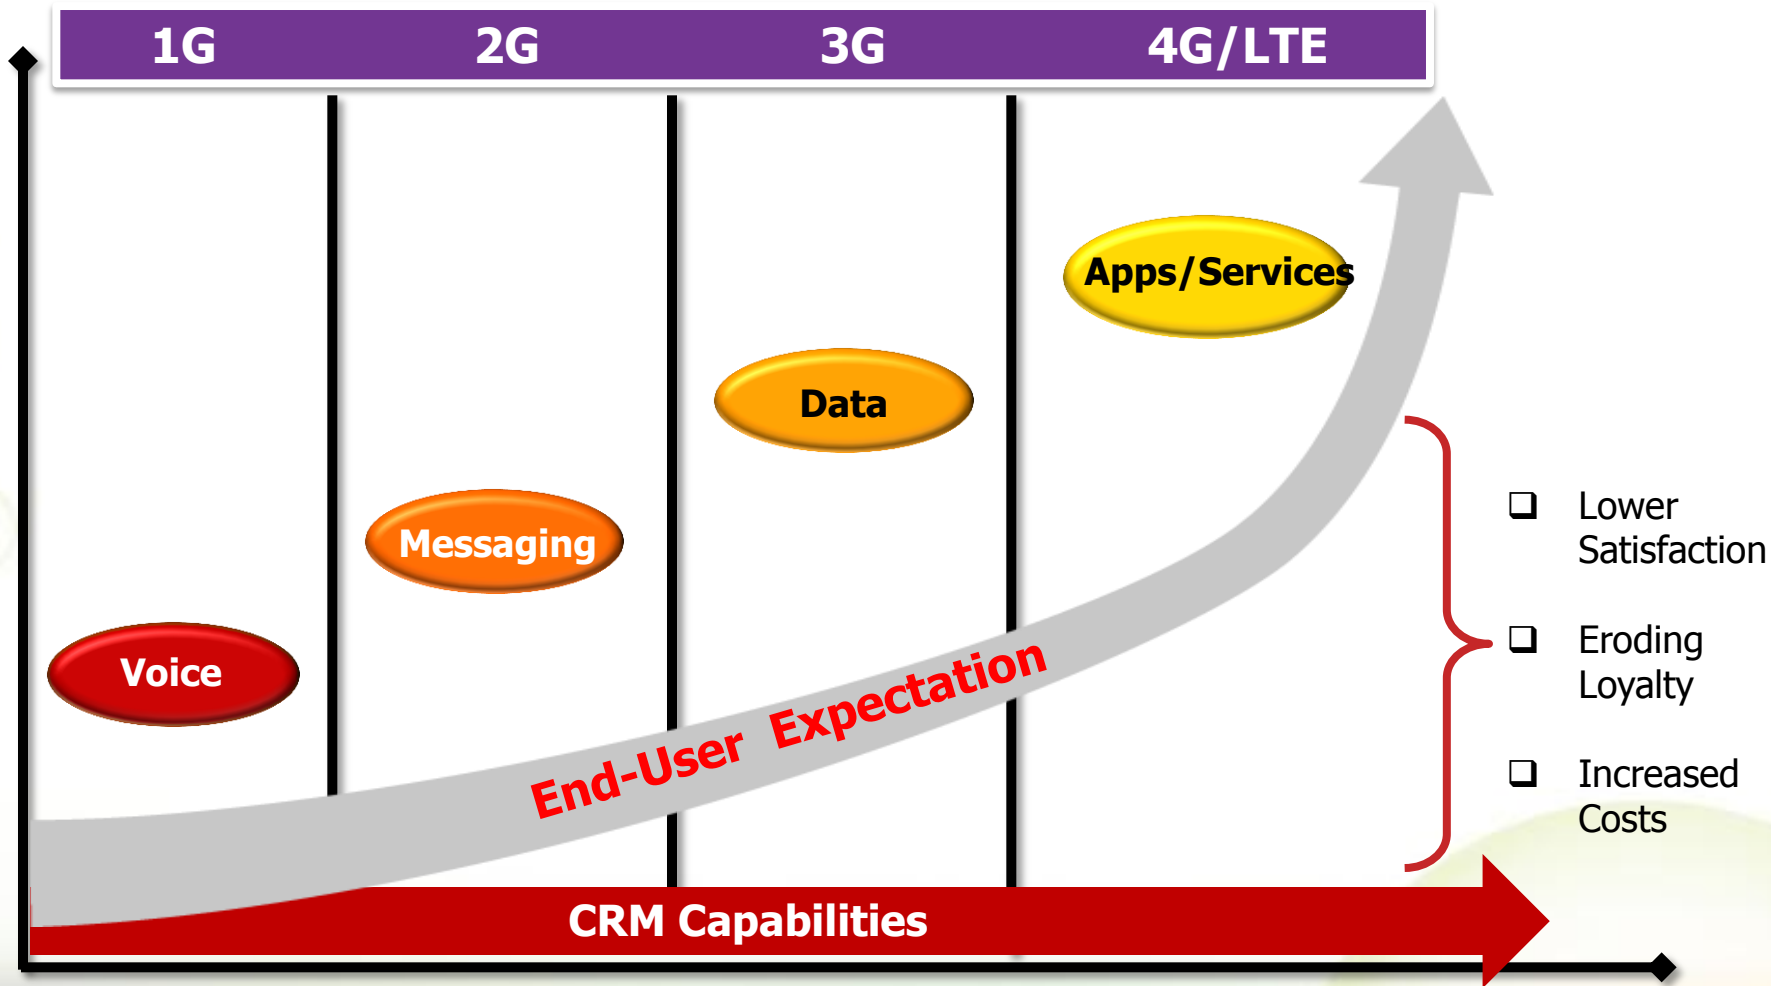 1G 2G 3G 4G/LTE
Apps/Services
Data
Messaging
Voice
End-User Expectation
CRM Capabilities
❑ Lower
Satisfaction
❑ Eroding
Loyalty
❑ Increased
Costs